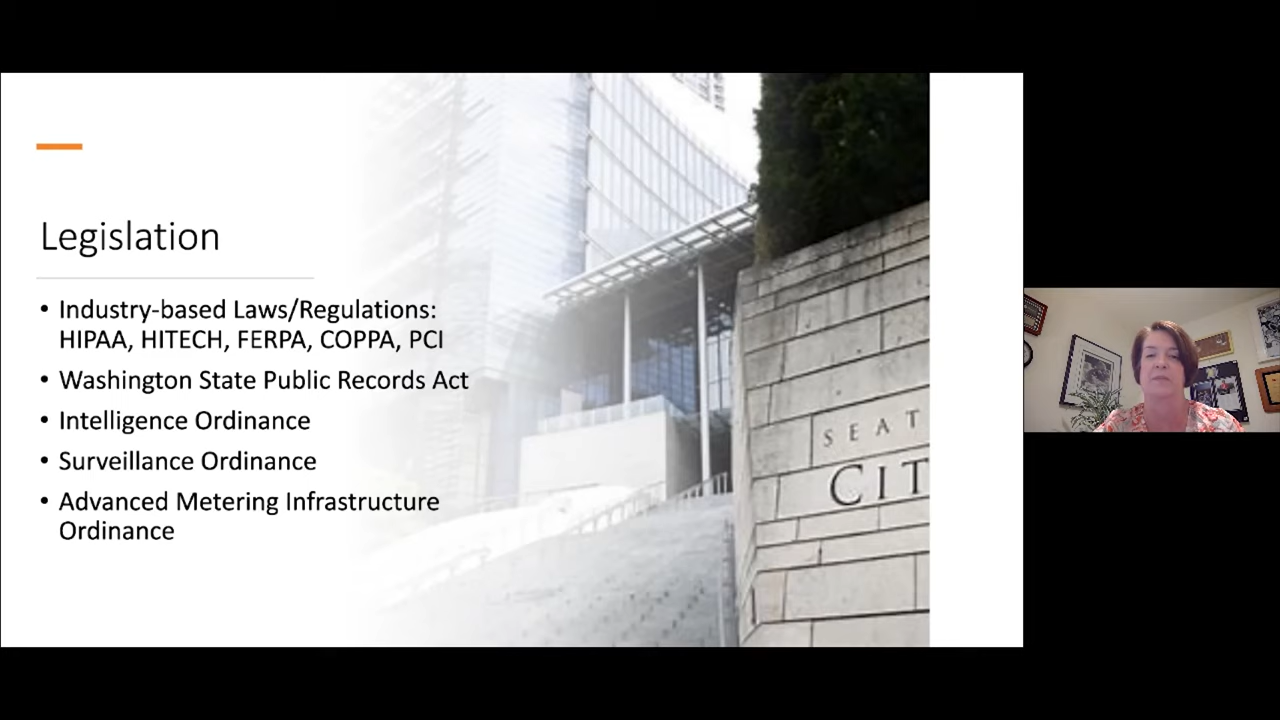 Legislation
• Industry-based Laws/Regulations:
HIPAA, HITECH, FERPA, COPPA, PCI
• Washington State Public Records Act
• Intelligence Ordinance
• Surveillance Ordinance
• Advanced Metering Infrastructure
Ordinance
SEAT
CIT